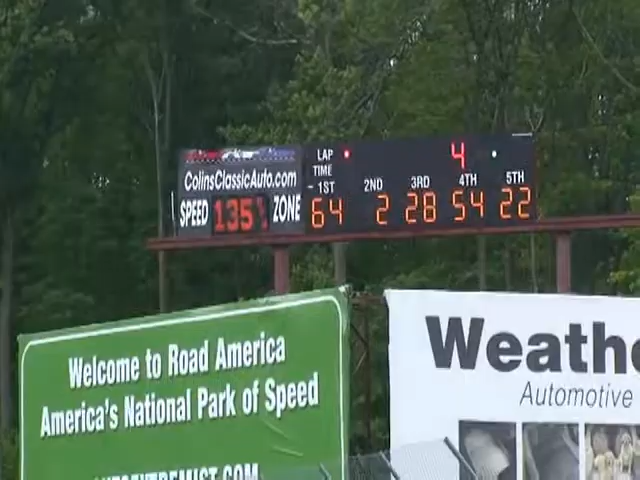 LAP
4
TIME
1ST 2ND 3RD 4TH 5TH
64 2 28 54 22
ColinsClassicAuto.com
SPEED 135 ZONE
Welcome to Road America
America's National Park of Speed
Automotive